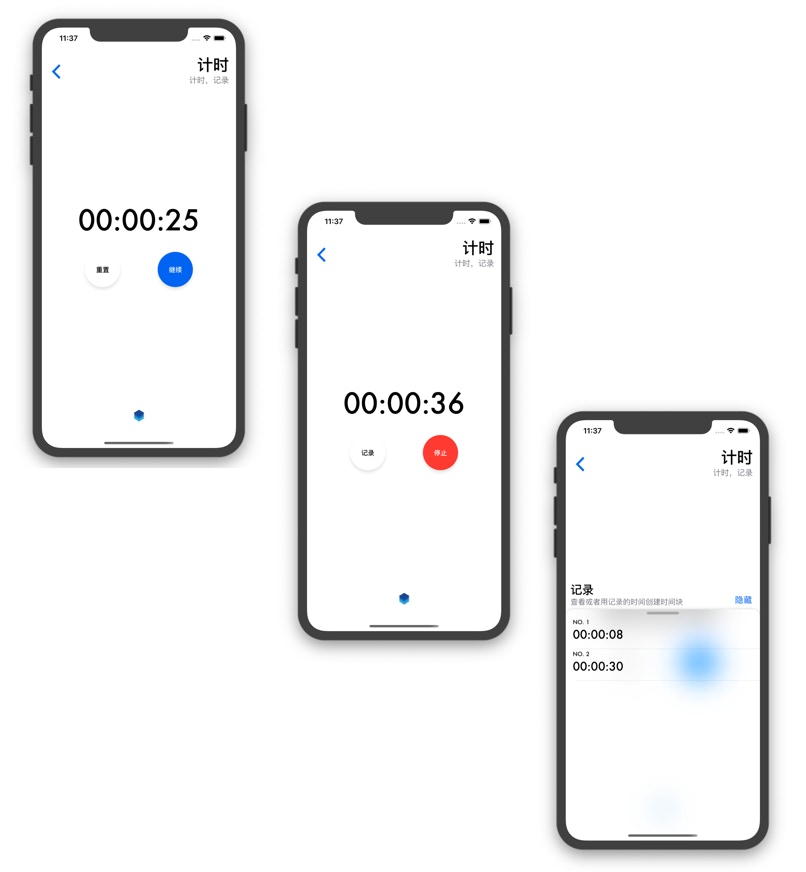 11:37
计时
计时，记录
00:00:25
重置
继续
11:37
计时
计时，记录
00:00:36
记录
停止
11:37
计时
计时，记录
记录
查看或者用记录的时间创建时间块
隐藏
NO. 1
00:00:08
NO. 2
00:00:30